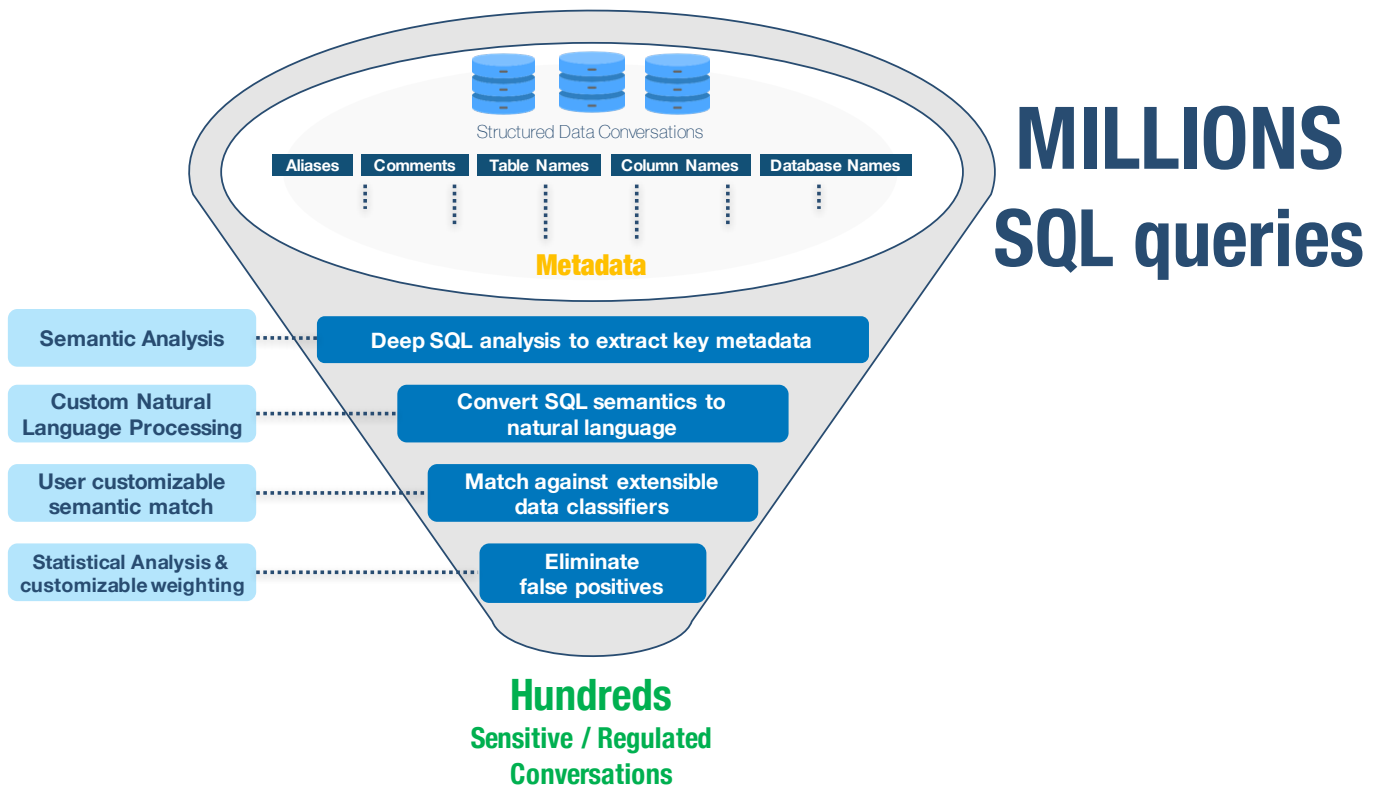 Structured Data Conversations
Aliases
Comments
Table Names
Column Names
Database Names
Metadata
MILLIONS
SQL queries
Semantic Analysis
Deep SQL analysis to extract key metadata
Custom Natural
Language Processing
Convert SQL semantics to
natural language
User customizable
semantic match
Match against extensible
data classifiers
Statistical Analysis &
customizable weighting
Eliminate
false positives
Hundreds
Sensitive / Regulated
Conversations